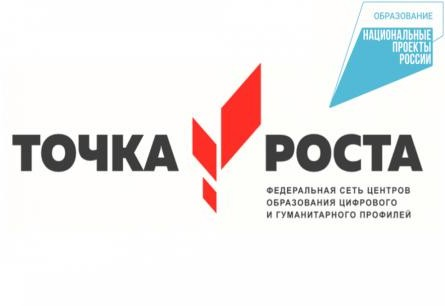 ОБРАЗОВАНИЕ
НАЦИОНАЛЬНЫЕ
ПРОЕКТЫ
РОССИИ
ТОЧКА РОСТА
ФЕДЕРАЛЬНАЯ СЕТЬ ЦЕНТРОВ
ОБРАЗОВАНИЯ ЦИФРОВОГО
И ГУМАНИТАРНОГО ПРОФИЛЕЙ